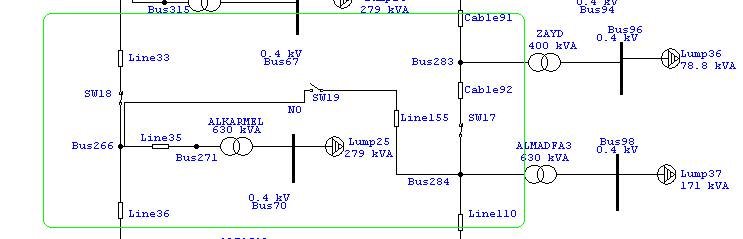 Bus315
279 kVA
Cable91
0.4 kV
Bus94
Bus96
0.4 kV
ZAYD
400 kVA
Line33
0.4 kV
Bus67
Bus283
Lump36
78.8 kVA
SW18
SW19
NO
Cable92
Line155
SW17
ALKARMEL
630 kVA
Line35
Bus266
Bus271
Lump25
279 kVA
ALMADFA3
630 kVA
Bus98
0.4 kV
Bus284
Lump37
171 kVA
0.4 kV
Bus70
Line36
Line110